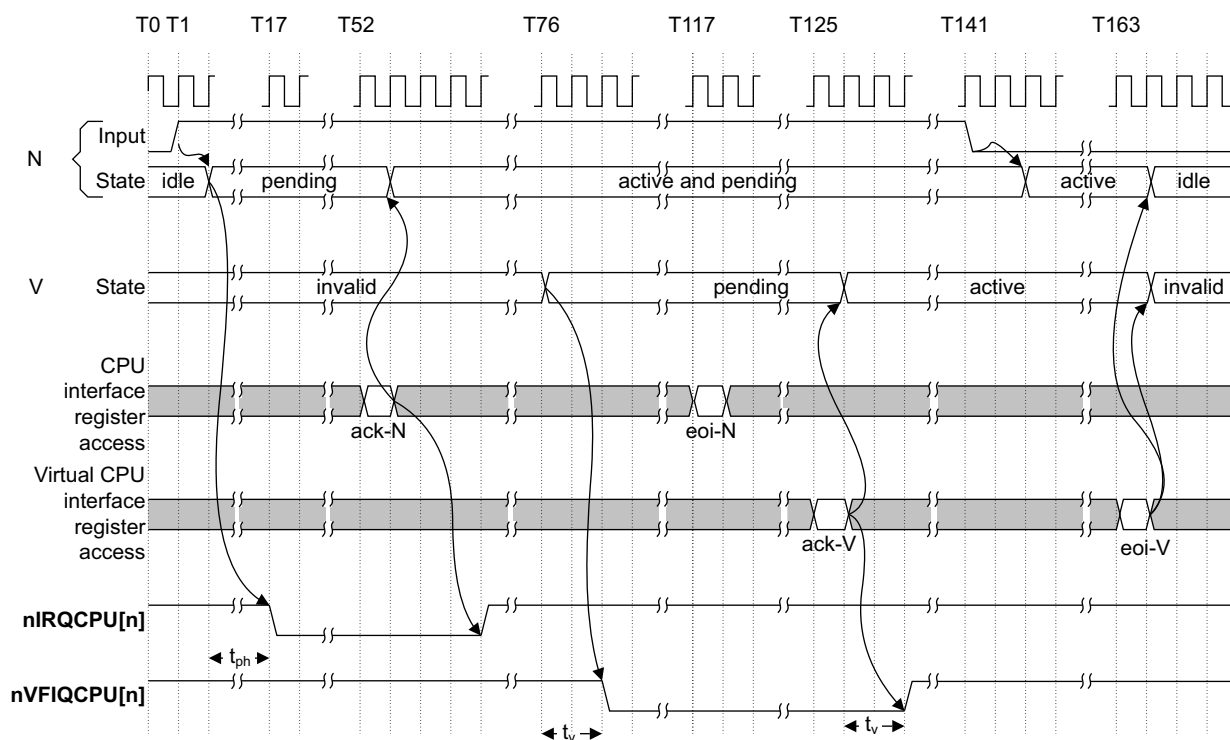 T0 T1 T17 T52 T76 T117 T125 T141 T163
Input
N
State idle pending active and pending active idle
V State invalid pending active invalid
CPU
interface
register
access
ack-N eoi-N
Virtual CPU
interface
register
access
ack-V eoi-V
nIRQCPU[n]
tph
nVFIQCPU[n]
tv tv